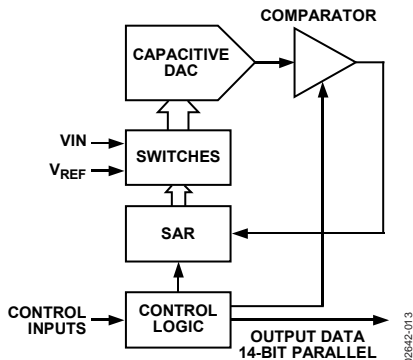 COMPARATOR
CAPACITIVE
DAC
VIN
VREF
SWITCHES
SAR
CONTROL
INPUTS
CONTROL
LOGIC
OUTPUT DATA
14-BIT PARALLEL
02642-013